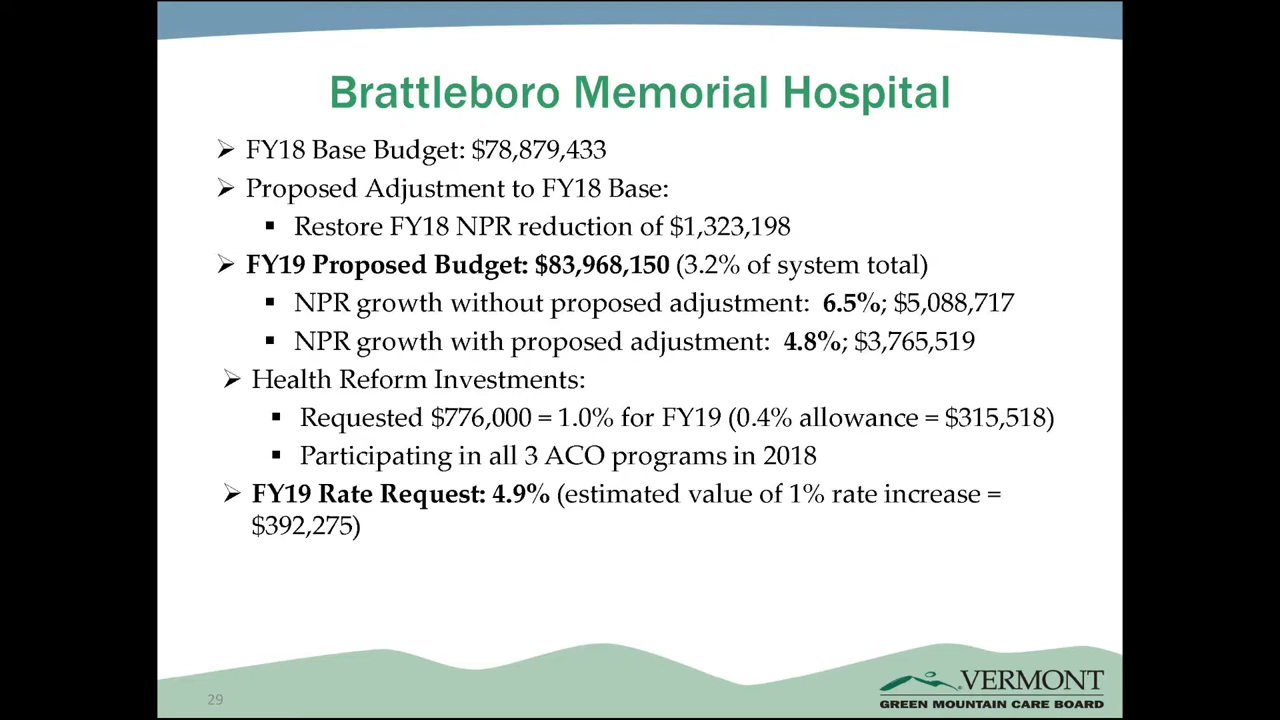 Brattleboro Memorial Hospital
➢ FY18 Base Budget: $78,879,433
➢ Proposed Adjustment to FY18 Base:
▪ Restore FY18 NPR reduction of $1,323,198
➢ FY19 Proposed Budget: $83,968,150 (3.2% of system total)
▪ NPR growth without proposed adjustment: 6.5%; $5,088,717
▪ NPR growth with proposed adjustment: 4.8%; $3,765,519
➢ Health Reform Investments:
▪ Requested $776,000 = 1.0% for FY19 (0.4% allowance = $315,518)
▪ Participating in all 3 ACO programs in 2018
➢ FY19 Rate Request: 4.9% (estimated value of 1% rate increase =
$392,275)
29
VERMONT
GREEN MOUNTAIN CARE BOARD